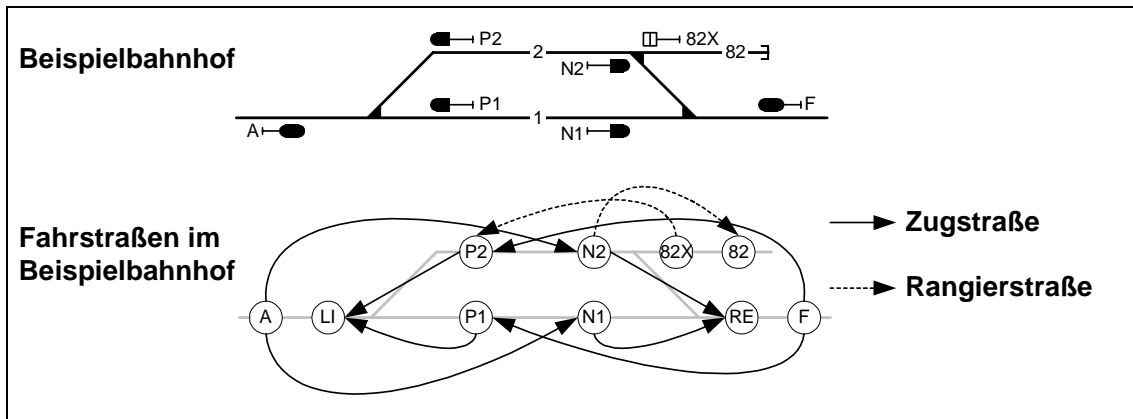 Beispielbahnhof
P2
2
82X
82
N2
P1
F
A
1
N1
Fahrstraßen im
Beispielbahnhof
P2
N2
82X
82
A
LI
P1
N1
RE
F
Zugstraße
Rangierstraße